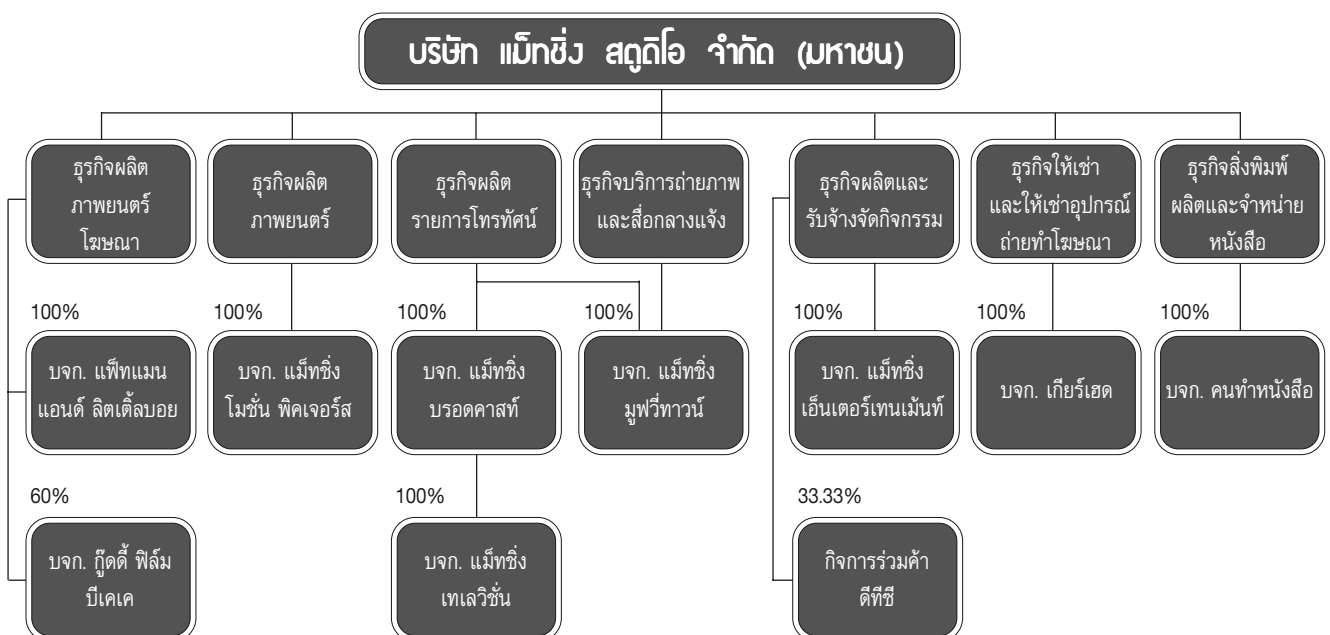 บริษัท แม็ทชิ่ง สตูดิโอ จำกัด (มหาชน)
ธุรกิจผลิต
ภาพยนตร์
โฆษณา
ธุรกิจผลิต
ภาพยนตร์
ธุรกิจผลิต
รายการโทรทัศน์
ธุรกิจบริการถ่ายภาพ
และสื่อกลางแจ้ง
ธุรกิจผลิตและ
รับจ้างจัดกิจกรรม
ธุรกิจให้เช่า
และให้เช่าอุปกรณ์
ถ่ายทำโฆษณา
ธุรกิจสิ่งพิมพ์
ผลิตและจำหน่าย
หนังสือ
100%
บจก. แฟ็ทแมน
แอนด์ ลิตเติ้ลบอย
100%
บจก. แม็ทชิ่ง
โมชั่น พิคเจอร์ส
100%
บจก. แม็ทชิ่ง
บรอดคาสท์
100%
บจก. แม็ทชิ่ง
มูฟวี่ทาวน์
100%
บจก. แม็ทชิ่ง
เอ็นเตอร์เทนเม้นท์
100%
บจก. เกียร์เฮด
100%
บจก. คนทำหนังสือ
60%
บจก. กู๊ดดี้ ฟิล์ม
บีเคเค
100%
บจก. แม็ทชิ่ง
เทเลวิชั่น
33.33%
กิจการร่วมค้า
ดีทีซี